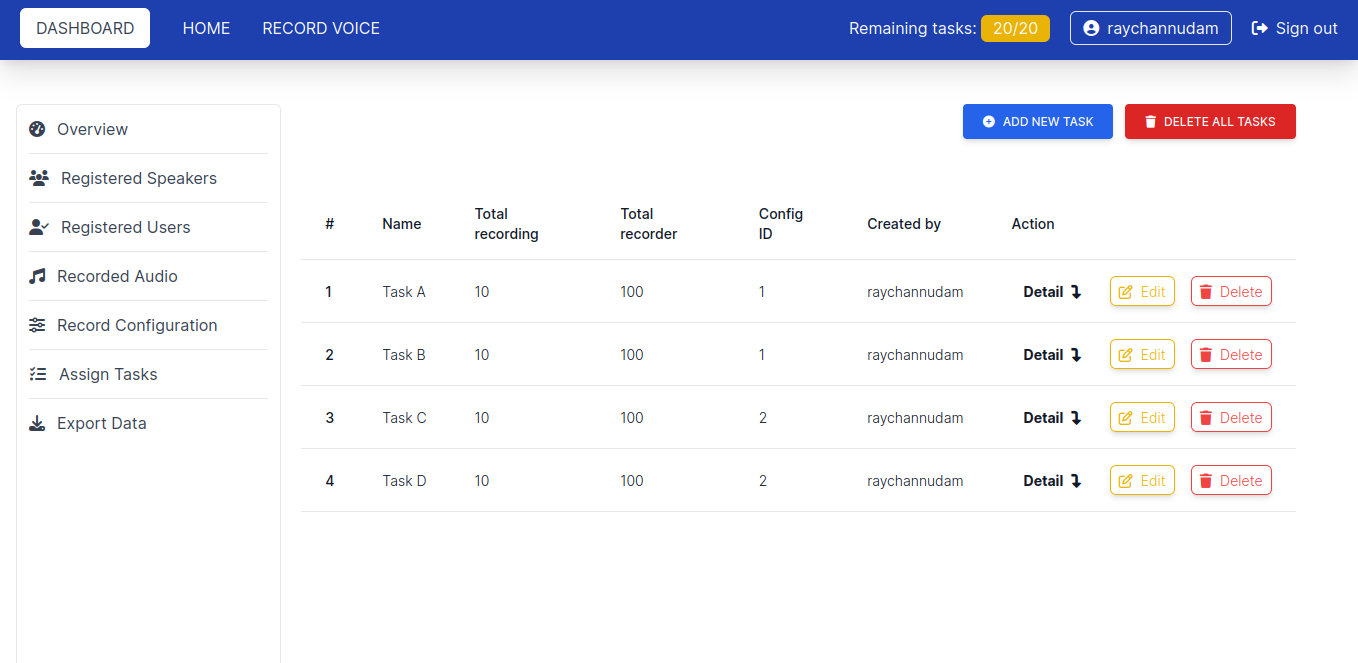 DASHBOARD HOME RECORD VOICE Remaining tasks: 20/20 raychannudam Sign out
Overview
Registered Speakers
Registered Users
Recorded Audio
Record Configuration
Assign Tasks
Export Data
ADD NEW TASK DELETE ALL TASKS
# Name Total recording Total recorder Config ID Created by Action
1 Task A 10 100 1 raychannudam Detail Edit Delete
2 Task B 10 100 1 raychannudam Detail Edit Delete
3 Task C 10 100 2 raychannudam Detail Edit Delete
4 Task D 10 100 2 raychannudam Detail Edit Delete